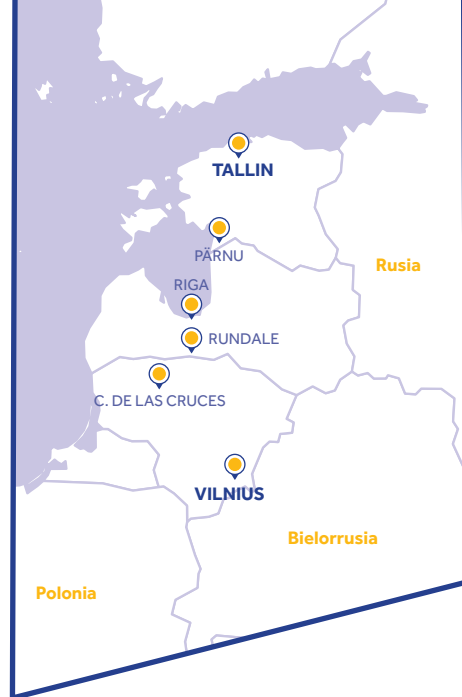 TALLIN
PÄRNU
Rusia
RIGA
RUNDALE
C. DE LAS CRUCES
VILNIUS
Bielorrusia
Polonia